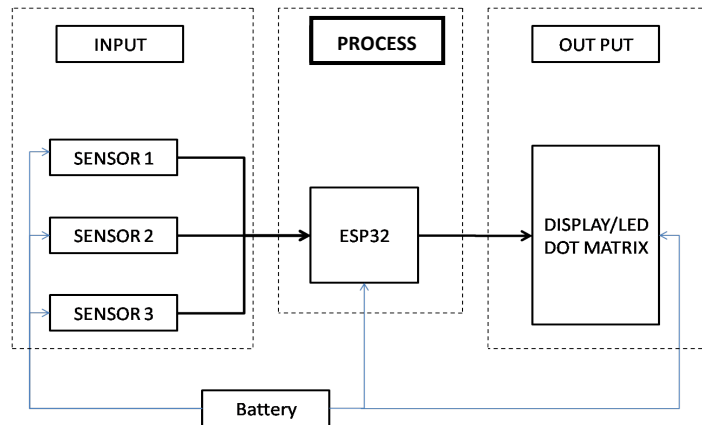 INPUT
PROCESS
OUT PUT
SENSOR 1
SENSOR 2
SENSOR 3
ESP32
DISPLAY/LED
DOT MATRIX
Battery